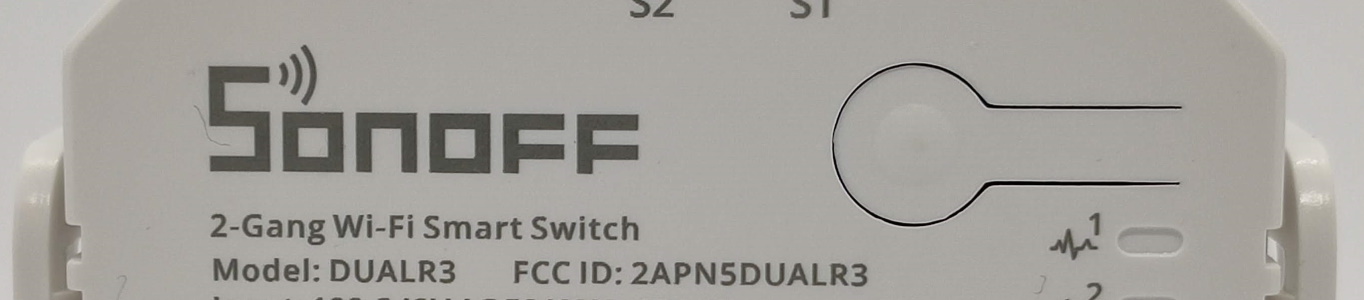 S2 S1
SONOFF
2-Gang Wi-Fi Smart Switch
1
Model: DUALR3 FCC ID: 2APN5DUALR3
2